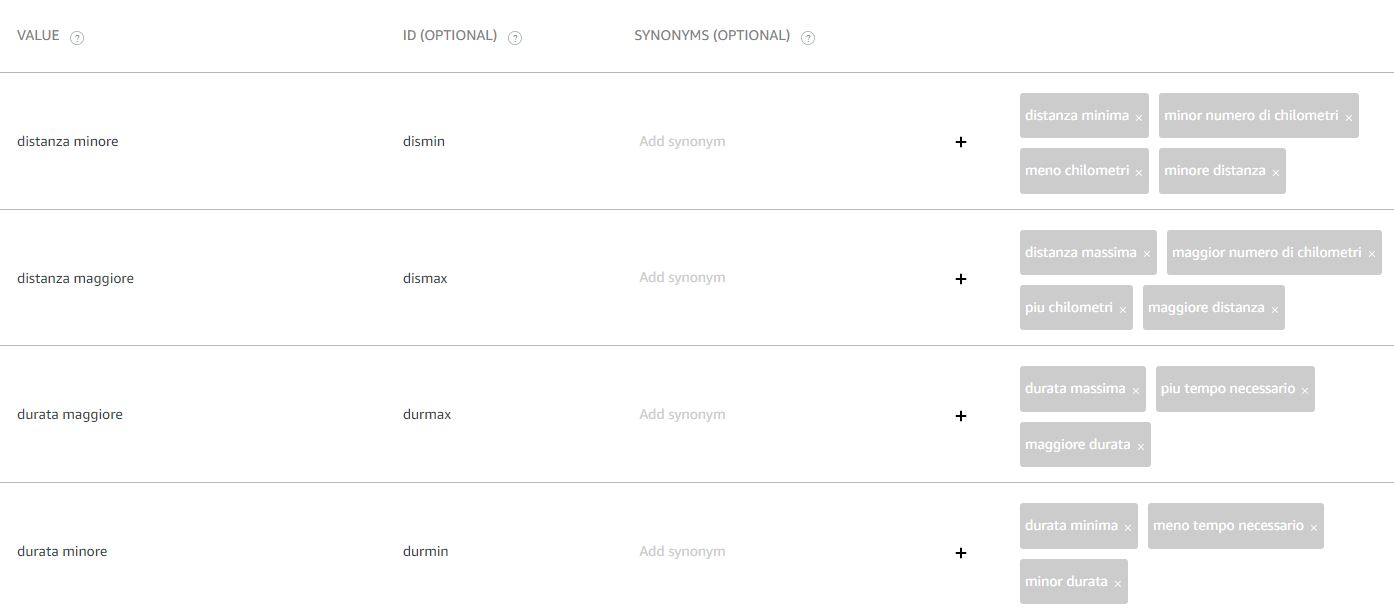 VALUE ? ID (OPTIONAL) ? SYNONYMS (OPTIONAL) ?
distanza minima × minor numero di chilometri ×
distanza minore dismin Add synonym +
meno chilometri × minore distanza ×
distanza massima × maggior numero di chilometri ×
distanza maggiore dismax Add synonym +
piu chilometri × maggiore distanza ×
durata massima × piu tempo necessario ×
durata maggiore durmax Add synonym +
maggiore durata ×
durata minima × meno tempo necessario ×
durata minore durmin Add synonym +
minor durata ×